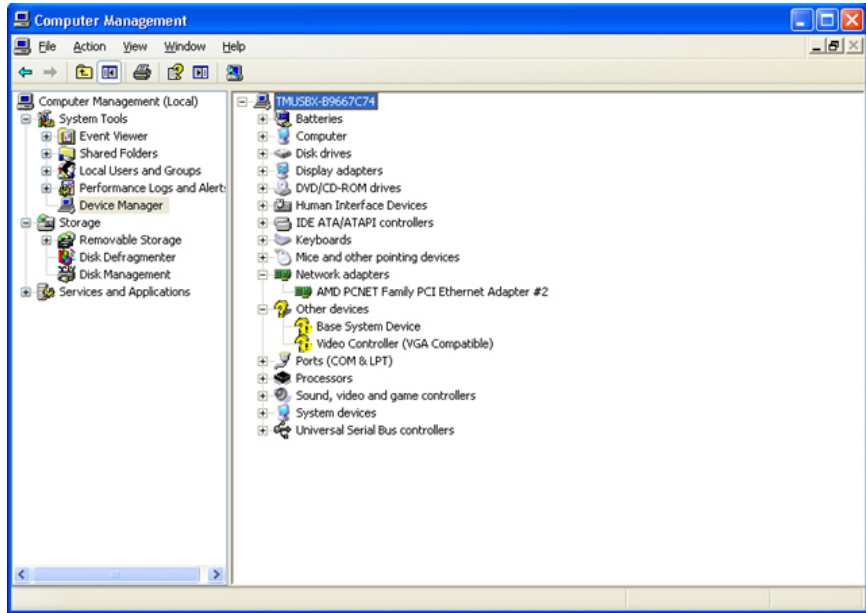 Computer Management
File Action View Window Help
Computer Management (Local)
System Tools
Event Viewer
Shared Folders
Local Users and Groups
Performance Logs and Alert:
Device Manager
Storage
Removable Storage
Disk Defragmenter
Disk Management
Services and Applications
TMUSBX-B9667C74
Batteries
Computer
Disk drives
Display adapters
DVD/CD-ROM drives
Human Interface Devices
IDE ATA/ATAPI controllers
Keyboards
Mice and other pointing devices
Network adapters
AMD PCNET Family PCI Ethernet Adapter #2
Other devices
Base System Device
Video Controller (VGA Compatible)
Ports (COM & LPT)
Processors
Sound, video and game controllers
System devices
Universal Serial Bus controllers